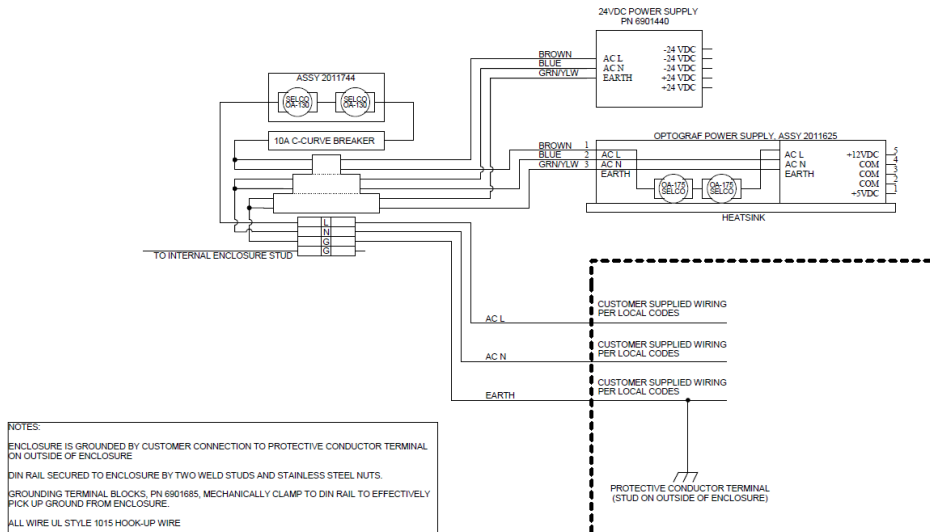 24VDC POWER SUPPLY
PN 6901440
BROWN
BLUE
GRN/YLW
AC L
AC N
EARTH
-24 VDC
-24 VDC
-24 VDC
+24 VDC
+24 VDC
ASSY 2011744
SELCO
OA-130
SELCO
OA-130
10A C-CURVE BREAKER
OPTOGRAF POWER SUPPLY, ASSY 2011625
BROWN 1
BLUE 2
GRN/YLW 3
AC L
AC N
EARTH
OA-175
SELCO
OA-175
SELCO
AC L
AC N
EARTH
+12VDC 5
COM 4
COM 3
COM 2
+5VDC 1
HEATSINK
L
N
G
G
TO INTERNAL ENCLOSURE STUD
AC L
CUSTOMER SUPPLIED WIRING
PER LOCAL CODES
AC N
CUSTOMER SUPPLIED WIRING
PER LOCAL CODES
EARTH
CUSTOMER SUPPLIED WIRING
PER LOCAL CODES
PROTECTIVE CONDUCTOR TERMINAL
(STUD ON OUTSIDE OF ENCLOSURE)
NOTES:
ENCLOSURE IS GROUNDED BY CUSTOMER CONNECTION TO PROTECTIVE CONDUCTOR TERMINAL
ON OUTSIDE OF ENCLOSURE
DIN RAIL SECURED TO ENCLOSURE BY TWO WELD STUDS AND STAINLESS STEEL NUTS.
GROUNDING TERMINAL BLOCKS, PN 6901685, MECHANICALLY CLAMP TO DIN RAIL TO EFFECTIVELY
PICK UP GROUND FROM ENCLOSURE.
ALL WIRE UL STYLE 1015 HOOK-UP WIRE